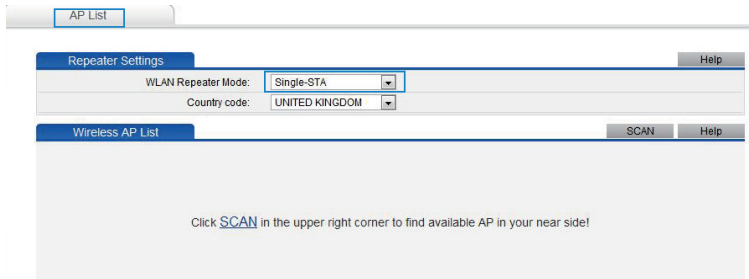 AP List
Repeater Settings Help
WLAN Repeater Mode: Single-STA
Country code: UNITED KINGDOM
Wireless AP List SCAN Help
Click SCAN in the upper right corner to find available AP in your near side!